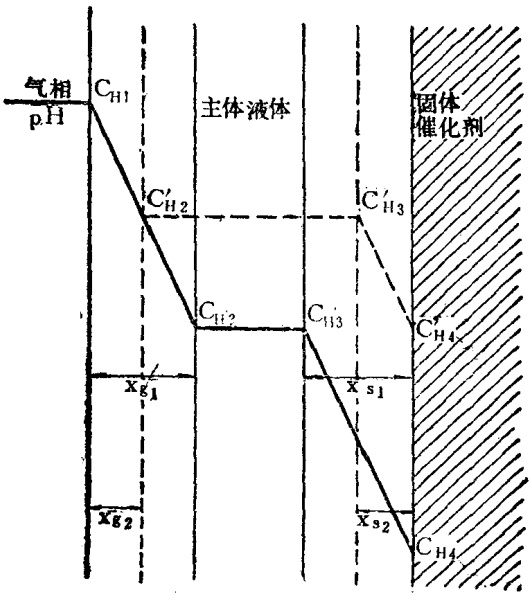 气相
pH
C_H1
主体液体
固体
催化剂
C'_H2
C'_H3
C_H2
C_H3
C'_H4
x_g1
x_s1
x_g2
x_s2
C_H4